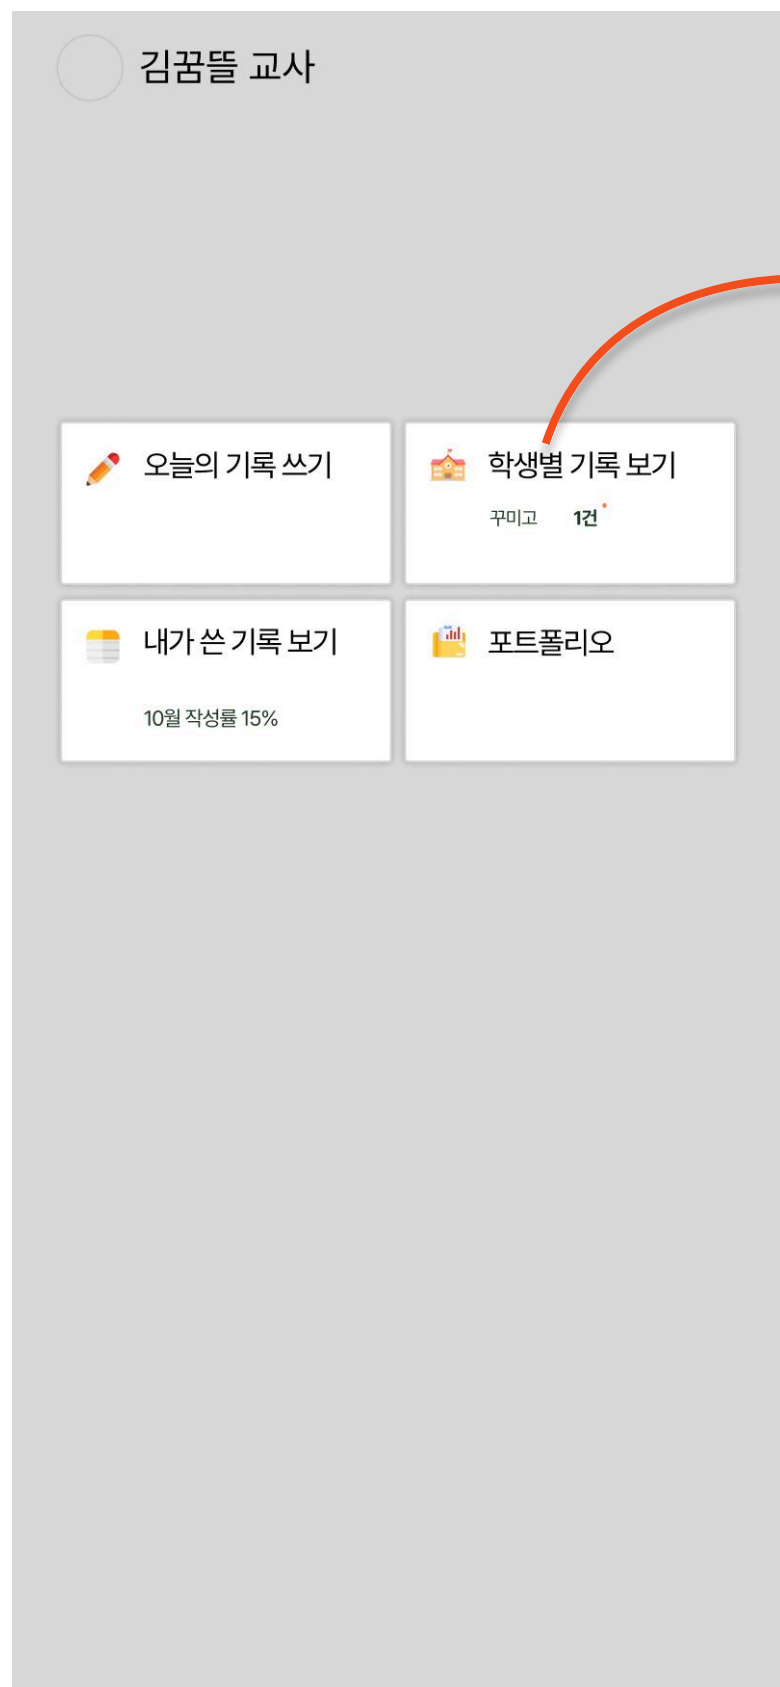 김꿈뜰 교사
오늘의 기록 쓰기
학생별 기록 보기
꾸미고 1건
내가 쓴 기록 보기
10월 작성률 15%
포트폴리오